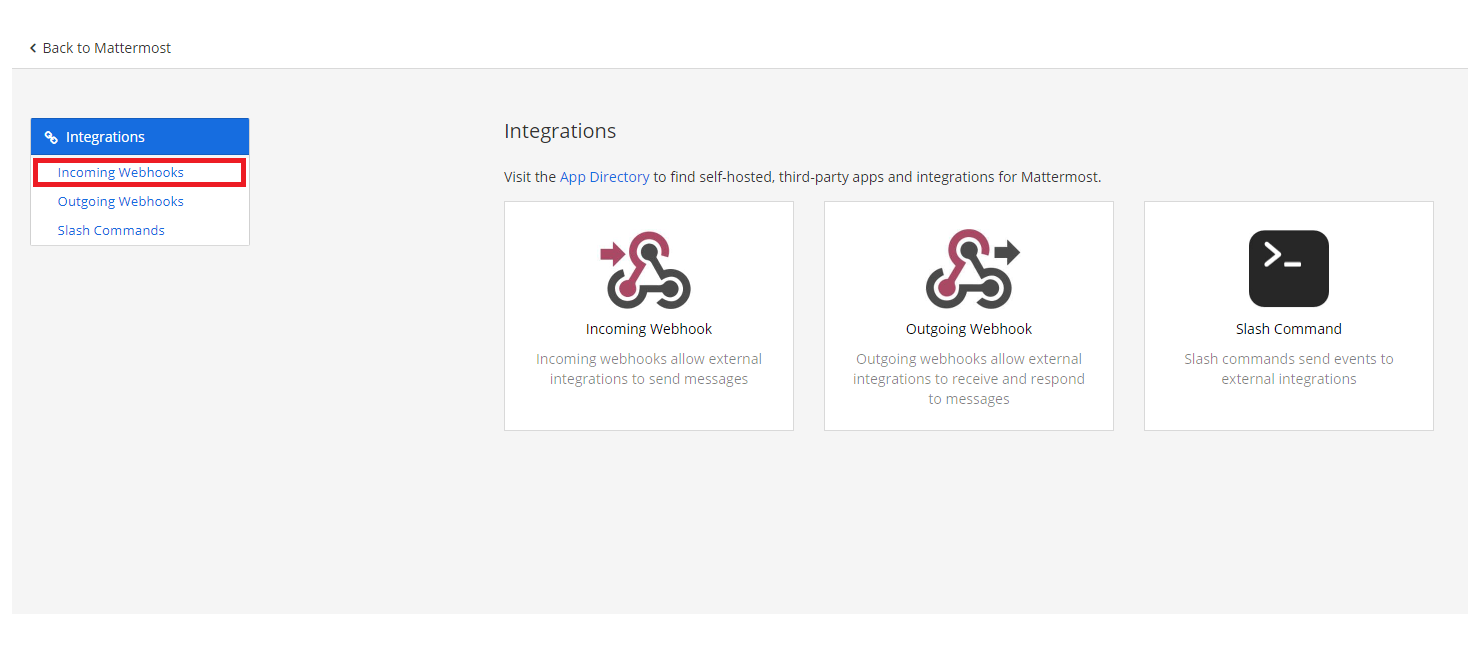 Back to Mattermost
Integrations
Incoming Webhooks
Outgoing Webhooks
Slash Commands
Integrations
Visit the App Directory to find self-hosted, third-party apps and integrations for Mattermost.
Incoming Webhook
Incoming webhooks allow external
integrations to send messages
Outgoing Webhook
Outgoing webhooks allow external
integrations to receive and respond
to messages
Slash Command
Slash commands send events to
external integrations